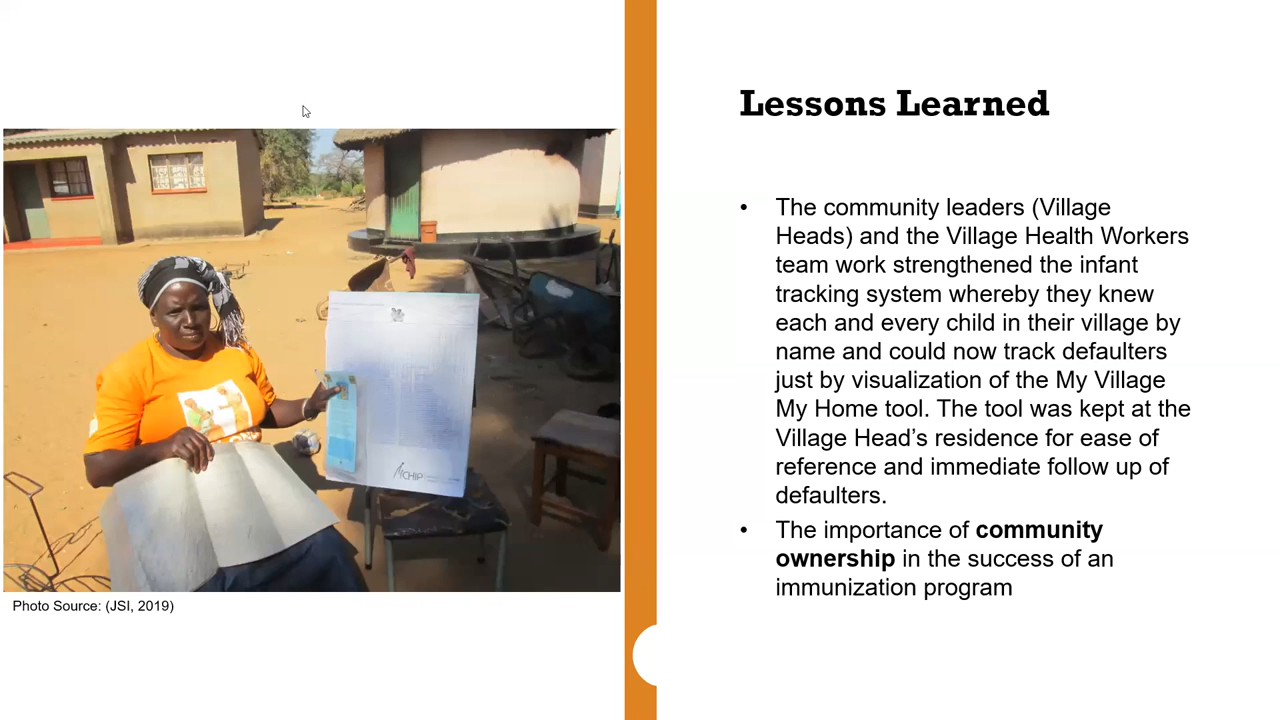 Lessons Learned
• The community leaders (Village
Heads) and the Village Health Workers
team work strengthened the infant
tracking system whereby they knew
each and every child in their village by
name and could now track defaulters
just by visualization of the My Village
My Home tool. The tool was kept at the
Village Head’s residence for ease of
reference and immediate follow up of
defaulters.
• The importance of community
ownership in the success of an
immunization program
CHIP
Photo Source: (JSI, 2019)